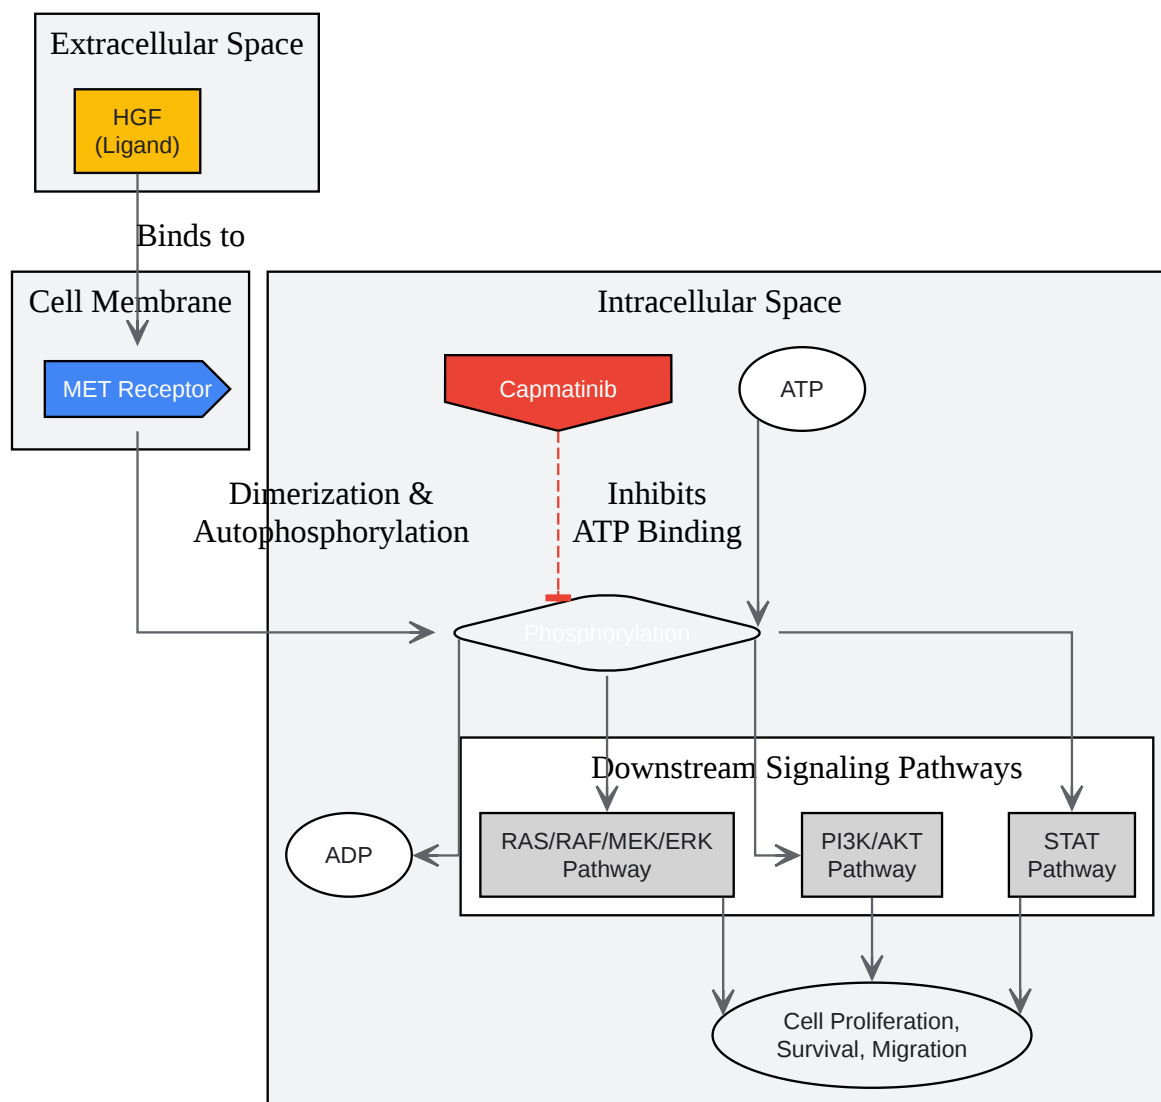 Extracellular Space
HGF
(Ligand)
Binds to
Cell Membrane
MET Receptor
Intracellular Space
Capmatinib
ATP
Dimerization &
Autophosphorylation
Inhibits
ATP Binding
Phosphorylation
Downstream Signaling Pathways
ADP
RAS/RAF/MEK/ERK
Pathway
PI3K/AKT
Pathway
STAT
Pathway
Cell Proliferation,
Survival, Migration